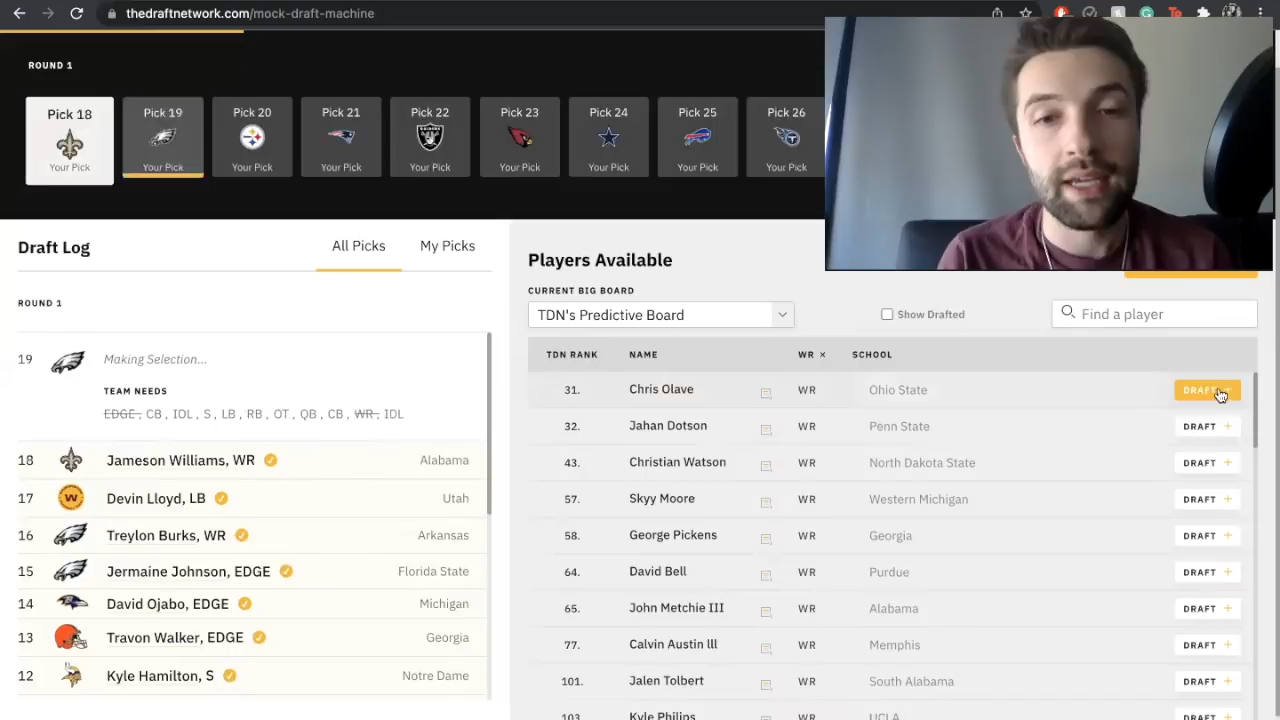 thedraftnetwork.com/mock-draft-machine
ROUND 1
Pick 18 Pick 19 Pick 20 Pick 21 Pick 22 Pick 23 Pick 24 Pick 25 Pick 26
Your Pick Your Pick Your Pick Your Pick Your Pick Your Pick Your Pick Your Pick Your Pick
Draft Log All Picks My Picks
ROUND 1
19 Making Selection...
TEAM NEEDS
EDGE, CB, IDL, S, LB, RB, OT, QB, CB, WR, IDL
18 Jameson Williams, WR Alabama
17 W Devin Lloyd, LB Utah
16 Treylon Burks, WR Arkansas
15 Jermaine Johnson, EDGE Florida State
14 David Ojabo, EDGE Michigan
13 Travon Walker, EDGE Georgia
12 Kyle Hamilton, S Notre Dame
Players Available
CURRENT BIG BOARD
TDN's Predictive Board Show Drafted Find a player
TDN RANK NAME WR × SCHOOL
31. Chris Olave WR Ohio State DRAFT
32. Jahan Dotson WR Penn State DRAFT +
43. Christian Watson WR North Dakota State DRAFT +
57. Skyy Moore WR Western Michigan DRAFT +
58. George Pickens WR Georgia DRAFT +
64. David Bell WR Purdue DRAFT +
65. John Metchie III WR Alabama DRAFT +
77. Calvin Austin lll WR Memphis DRAFT +
101. Jalen Tolbert WR South Alabama DRAFT +
103. Kyle Philips WR UCLA DRAFT +